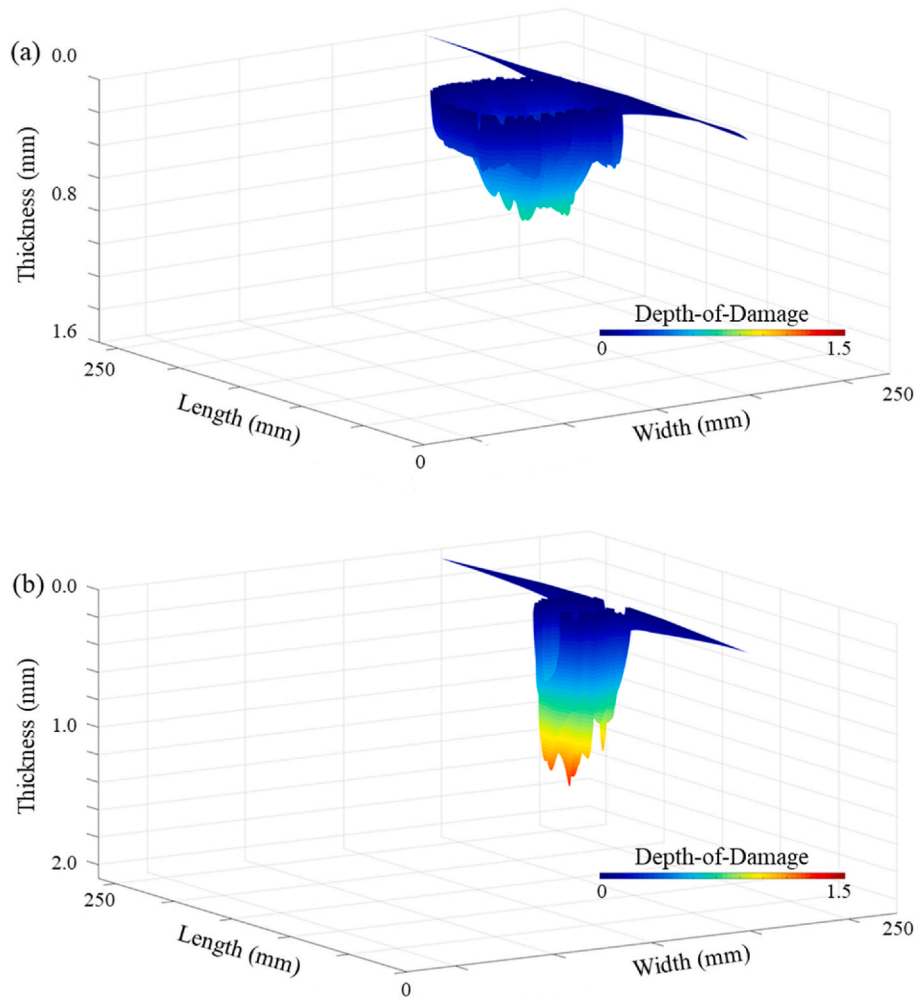 (a)
0.0
0.8
1.6
Thickness (mm)
250
Length (mm)
0
Width (mm)
250
Depth-of-Damage
0 1.5
(b)
0.0
1.0
2.0
Thickness (mm)
250
Length (mm)
0
Width (mm)
250
Depth-of-Damage
0 1.5